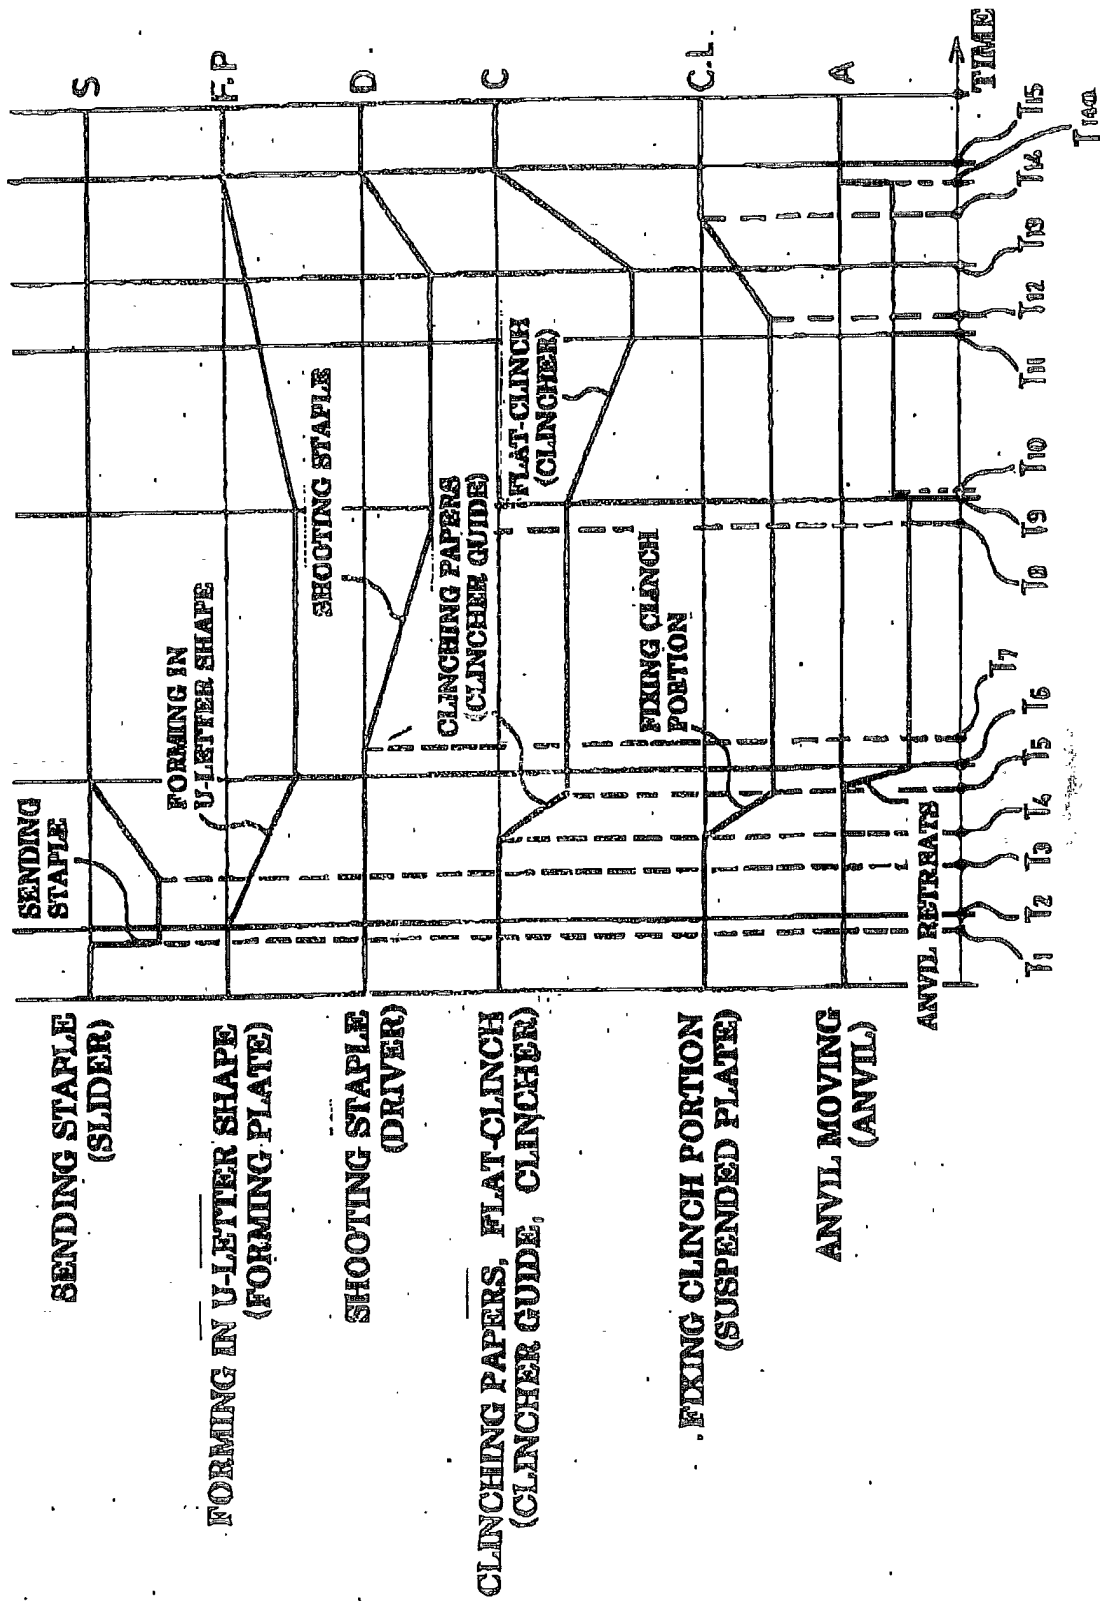 SENDING STAPLE
(SLIDER)
FORMING IN U-LETTER SHAPE
(FORMING PLATE)
SHOOTING STAPLE
(DRIVER)
CLINCHING PAPERS, FLAT-CLINCH
(CLINCHER GUIDE, CLINCHER)
FIXING CLINCH PORTION
(SUSPENDED PLATE)
ANVIL MOVING
(ANVIL)
SENDING
STAPLE
FORMING IN
U-LETTER SHAPE
SHOOTING STAPLE
CLINCHING PAPERS
(CLINCHER GUIDE)
FLAT-CLINCH
(CLINCHER)
FIXING CLINCH
PORTION
ANVIL RETREATS
S
F.P
D
C
C.L.
A
TIME
T1
T2
T3
T4
T5
T6
T7
T8
T9
T10
T11
T12
T13
T14
T15
T14a